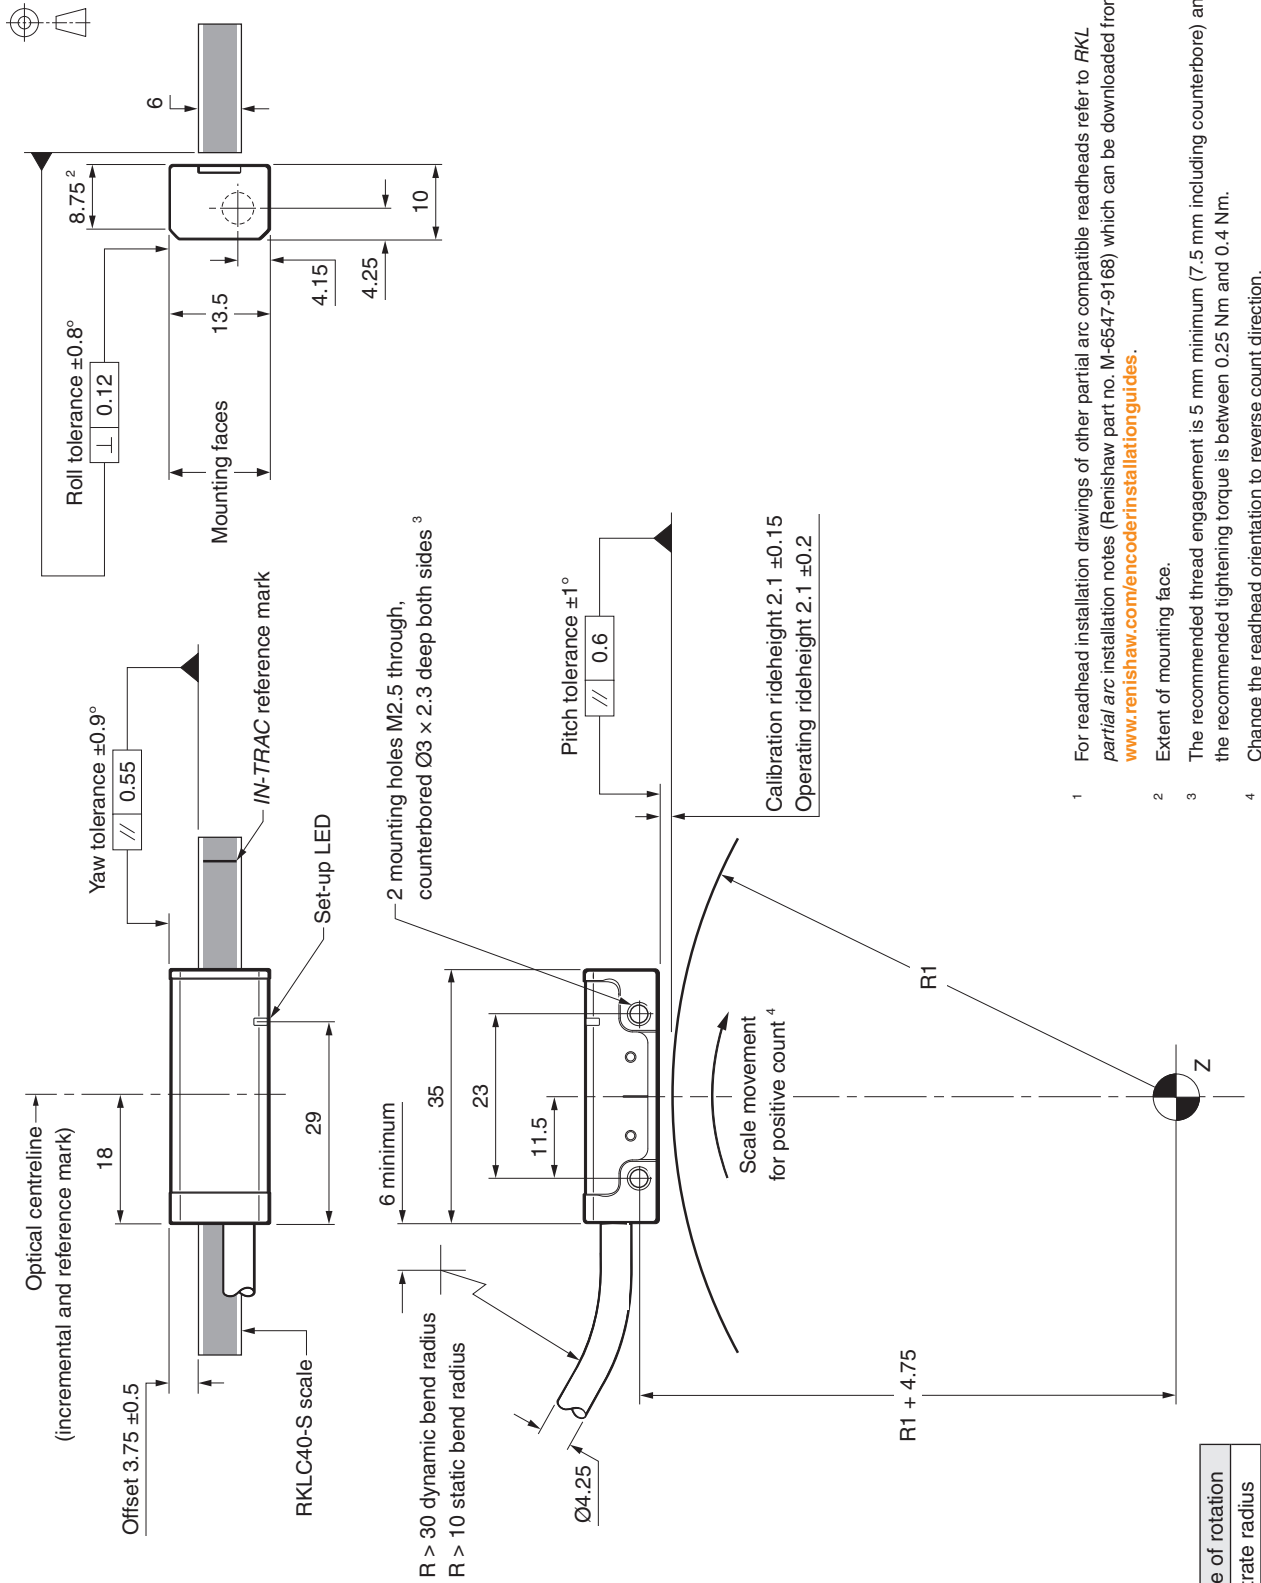 Optical centreline
(incremental and reference mark)
18
29
Offset 3.75 ±0.5
RKLC40-S scale
Yaw tolerance ±0.9°
// 0.55
IN-TRAC reference mark
Set-up LED
Roll tolerance ±0.8°
⊥ 0.12
8.75 ²
6
13.5
Mounting faces
4.15
4.25
10
R > 30 dynamic bend radius
R > 10 static bend radius
6 minimum
35
23
11.5
Ø4.25
2 mounting holes M2.5 through,
counterbored Ø3 × 2.3 deep both sides ³
Pitch tolerance ±1°
// 0.6
Calibration rideheight 2.1 ±0.15
Operating rideheight 2.1 ±0.2
Scale movement
for positive count ⁴
R1
R1 + 4.75
Z
e of rotation
rate radius
1 For readhead installation drawings of other partial arc compatible readheads refer to RKL
partial arc installation notes (Renishaw part no. M-6547-9168) which can be downloaded from
www.renishaw.com/encoderinstallationguides.
2 Extent of mounting face.
3 The recommended thread engagement is 5 mm minimum (7.5 mm including counterbore) an
the recommended tightening torque is between 0.25 Nm and 0.4 Nm.
4 Change the readhead orientation to reverse count direction.